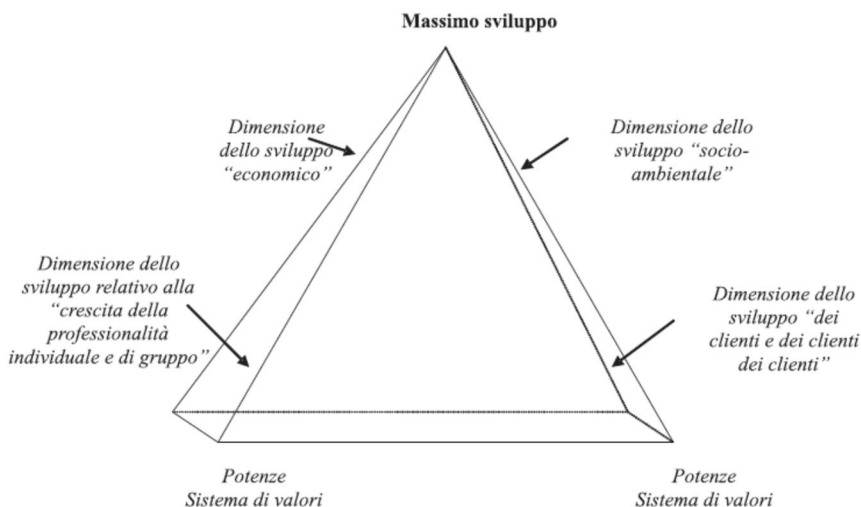 Massimo sviluppo
Dimensione
dello sviluppo
“economico”
Dimensione dello
sviluppo “socio-
ambientale”
Dimensione dello
sviluppo relativo alla
“crescita della
professionalità
individuale e di gruppo”
Dimensione dello
sviluppo “dei
clienti e dei clienti
dei clienti”
Potenze
Sistema di valori
Potenze
Sistema di valori